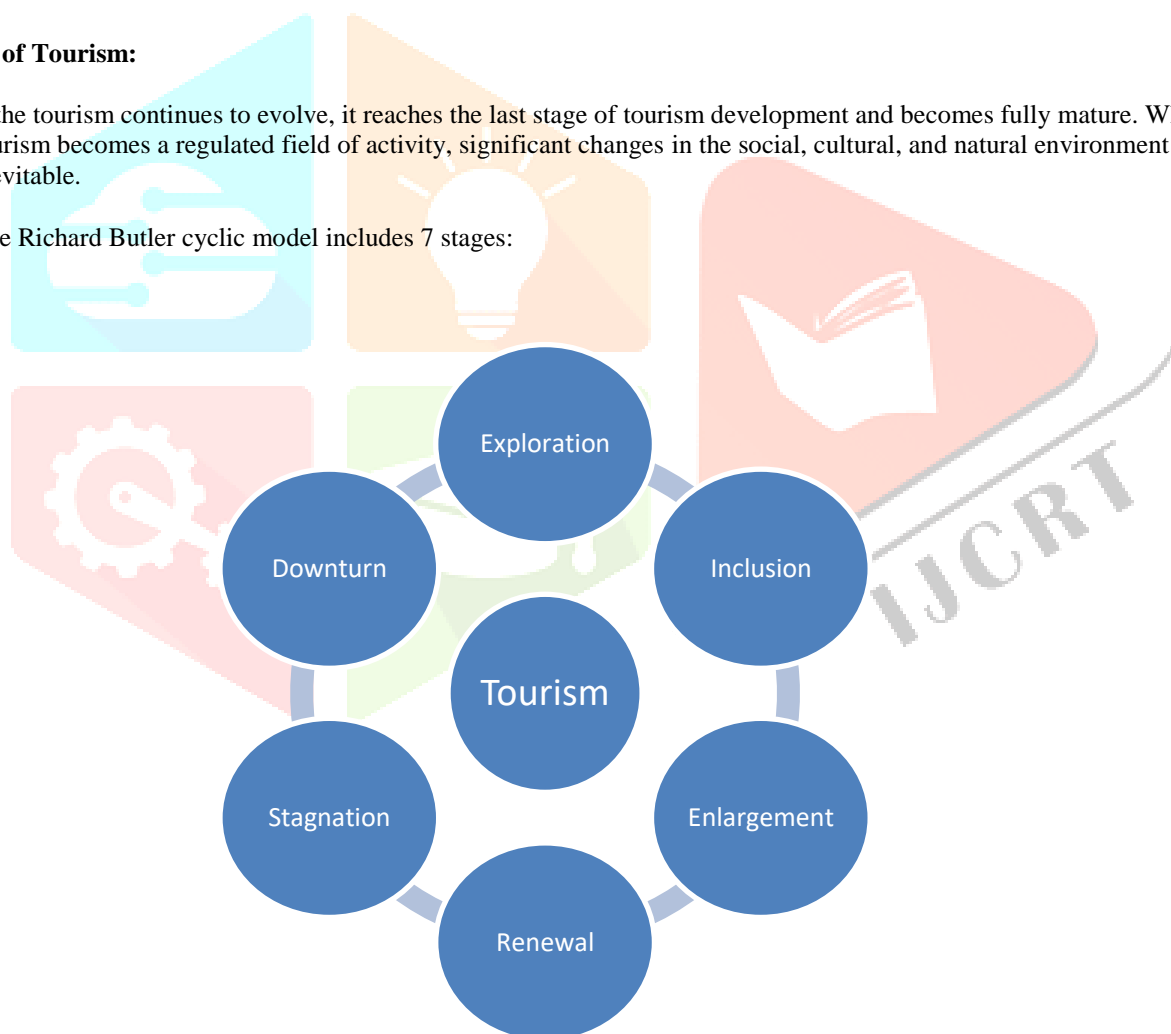 of Tourism:
the tourism continues to evolve, it reaches the last stage of tourism development and becomes fully mature. W
urism becomes a regulated field of activity, significant changes in the social, cultural, and natural environment
evitable.
e Richard Butler cyclic model includes 7 stages:
Exploration
Downturn
Inclusion
IJCRT
Tourism
Stagnation
Enlargement
Renewal